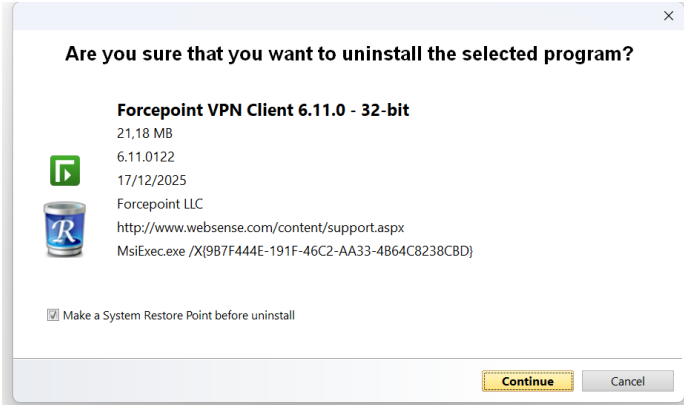 Are you sure that you want to uninstall the selected program?
Forcepoint VPN Client 6.11.0 - 32-bit
21,18 MB
6.11.0122
17/12/2025
Forcepoint LLC
http://www.websense.com/content/support.aspx
MsiExec.exe /X{9B7F444E-191F-46C2-AA33-4B64C8238CBD}
R
Make a System Restore Point before uninstall
Continue
Cancel